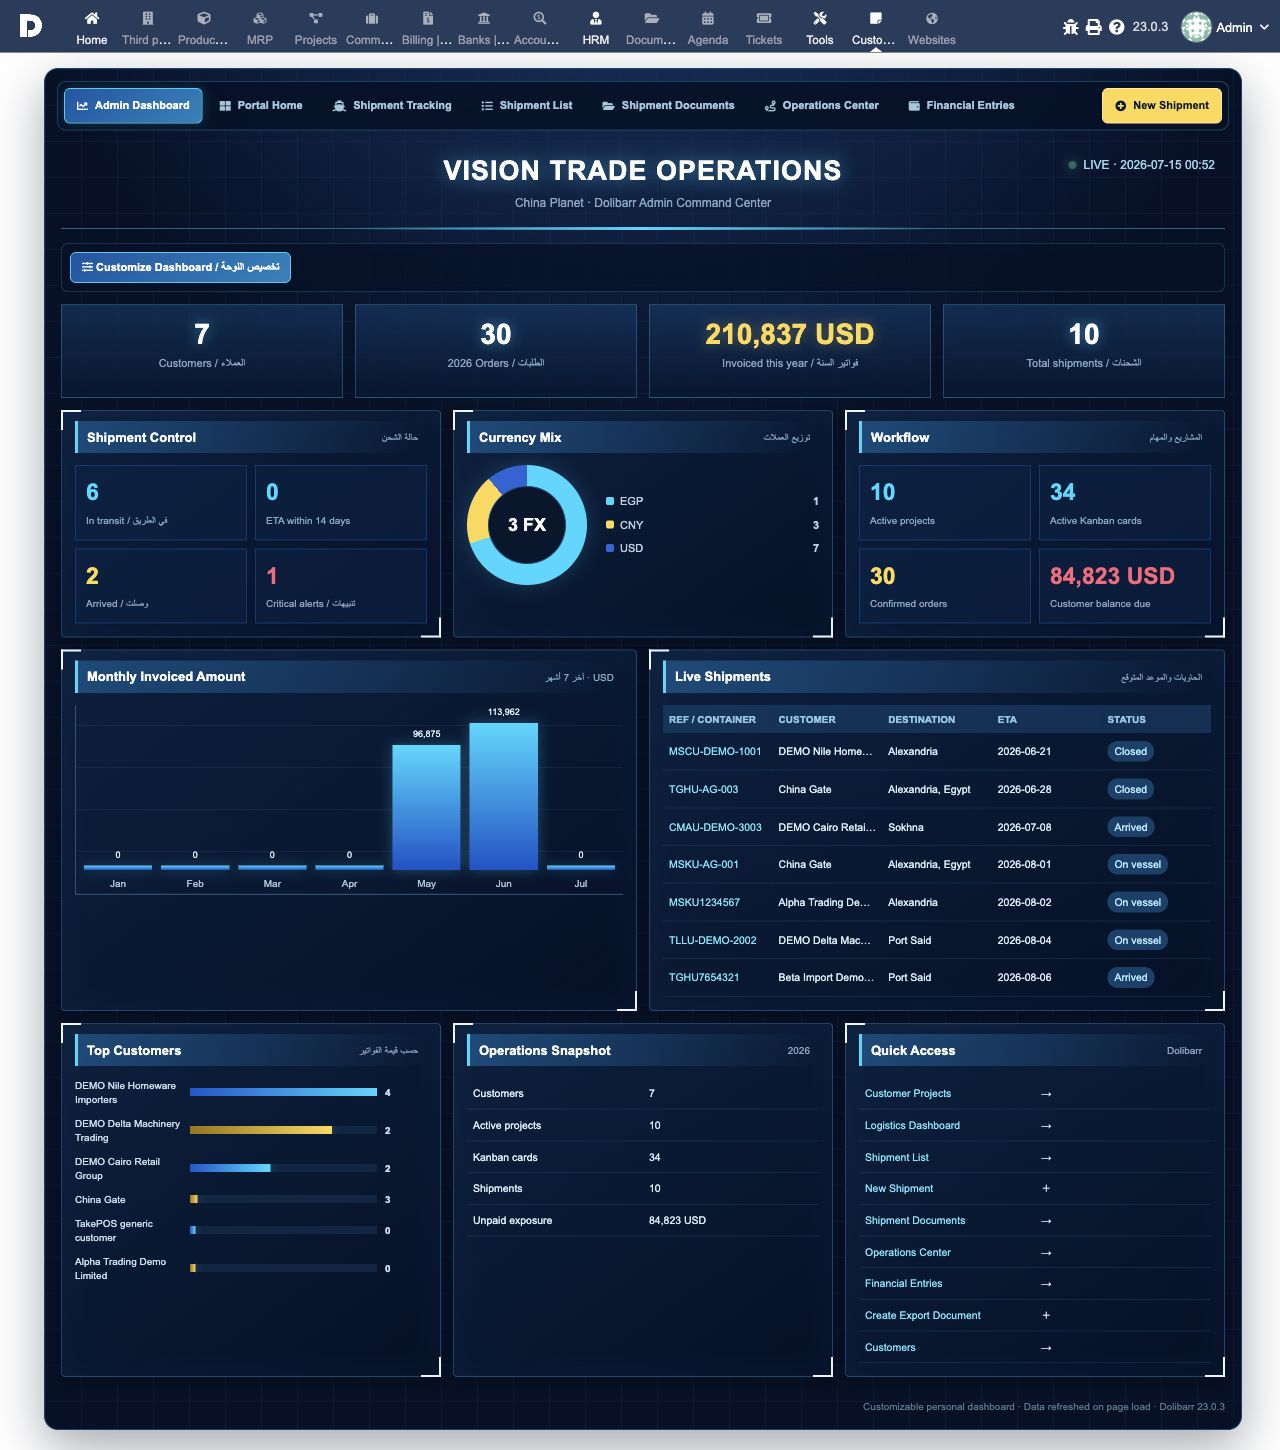 Home
Third p...
Produc...
MRP
Projects
Comm...
Billing |...
Banks |...
Accou...
HRM
Docum...
Agenda
Tickets
Tools
Custo...
Websites
23.0.3
Admin
Admin Dashboard
Portal Home
Shipment Tracking
Shipment List
Shipment Documents
Operations Center
Financial Entries
New Shipment
VISION TRADE OPERATIONS
LIVE · 2026-07-15 00:52
China Planet · Dolibarr Admin Command Center
Customize Dashboard / تخصيص اللوحة
7
Customers / العملاء
30
2026 Orders / الطلبات
210,837 USD
Invoiced this year / فواتير السنة
10
Total shipments / الشحنات
Shipment Control
حالة الشحن
6
In transit / في الطريق
0
ETA within 14 days
2
Arrived / وصلت
1
Critical alerts / تنبيهات
Currency Mix
توزيع العملات
3 FX
EGP 1
CNY 3
USD 7
Workflow
المشاريع والمهام
10
Active projects
34
Active Kanban cards
30
Confirmed orders
84,823 USD
Customer balance due
Monthly Invoiced Amount
آخر 7 أشهر · USD
0
0
0
0
96,875
113,962
0
Jan
Feb
Mar
Apr
May
Jun
Jul
Live Shipments
الحاويات والموعد المتوقع
REF / CONTAINER CUSTOMER DESTINATION ETA STATUS
MSCU-DEMO-1001 DEMO Nile Home... Alexandria 2026-06-21 Closed
TGHU-AG-003 China Gate Alexandria, Egypt 2026-06-28 Closed
CMAU-DEMO-3003 DEMO Cairo Retai... Sokhna 2026-07-08 Arrived
MSKU-AG-001 China Gate Alexandria, Egypt 2026-08-01 On vessel
MSKU1234567 Alpha Trading De... Alexandria 2026-08-02 On vessel
TLLU-DEMO-2002 DEMO Delta Mac... Port Said 2026-08-04 On vessel
TGHU7654321 Beta Import Demo... Port Said 2026-08-06 Arrived
Top Customers
حسب قيمة الفواتير
DEMO Nile Homeware
Importers
4
DEMO Delta Machinery
Trading
2
DEMO Cairo Retail
Group
2
China Gate
3
TakePOS generic
customer
0
Alpha Trading Demo
Limited
0
Operations Snapshot
2026
Customers 7
Active projects 10
Kanban cards 34
Shipments 10
Unpaid exposure 84,823 USD
Quick Access
Dolibarr
Customer Projects →
Logistics Dashboard →
Shipment List →
New Shipment +
Shipment Documents →
Operations Center →
Financial Entries →
Create Export Document +
Customers →
Customizable personal dashboard · Data refreshed on page load · Dolibarr 23.0.3